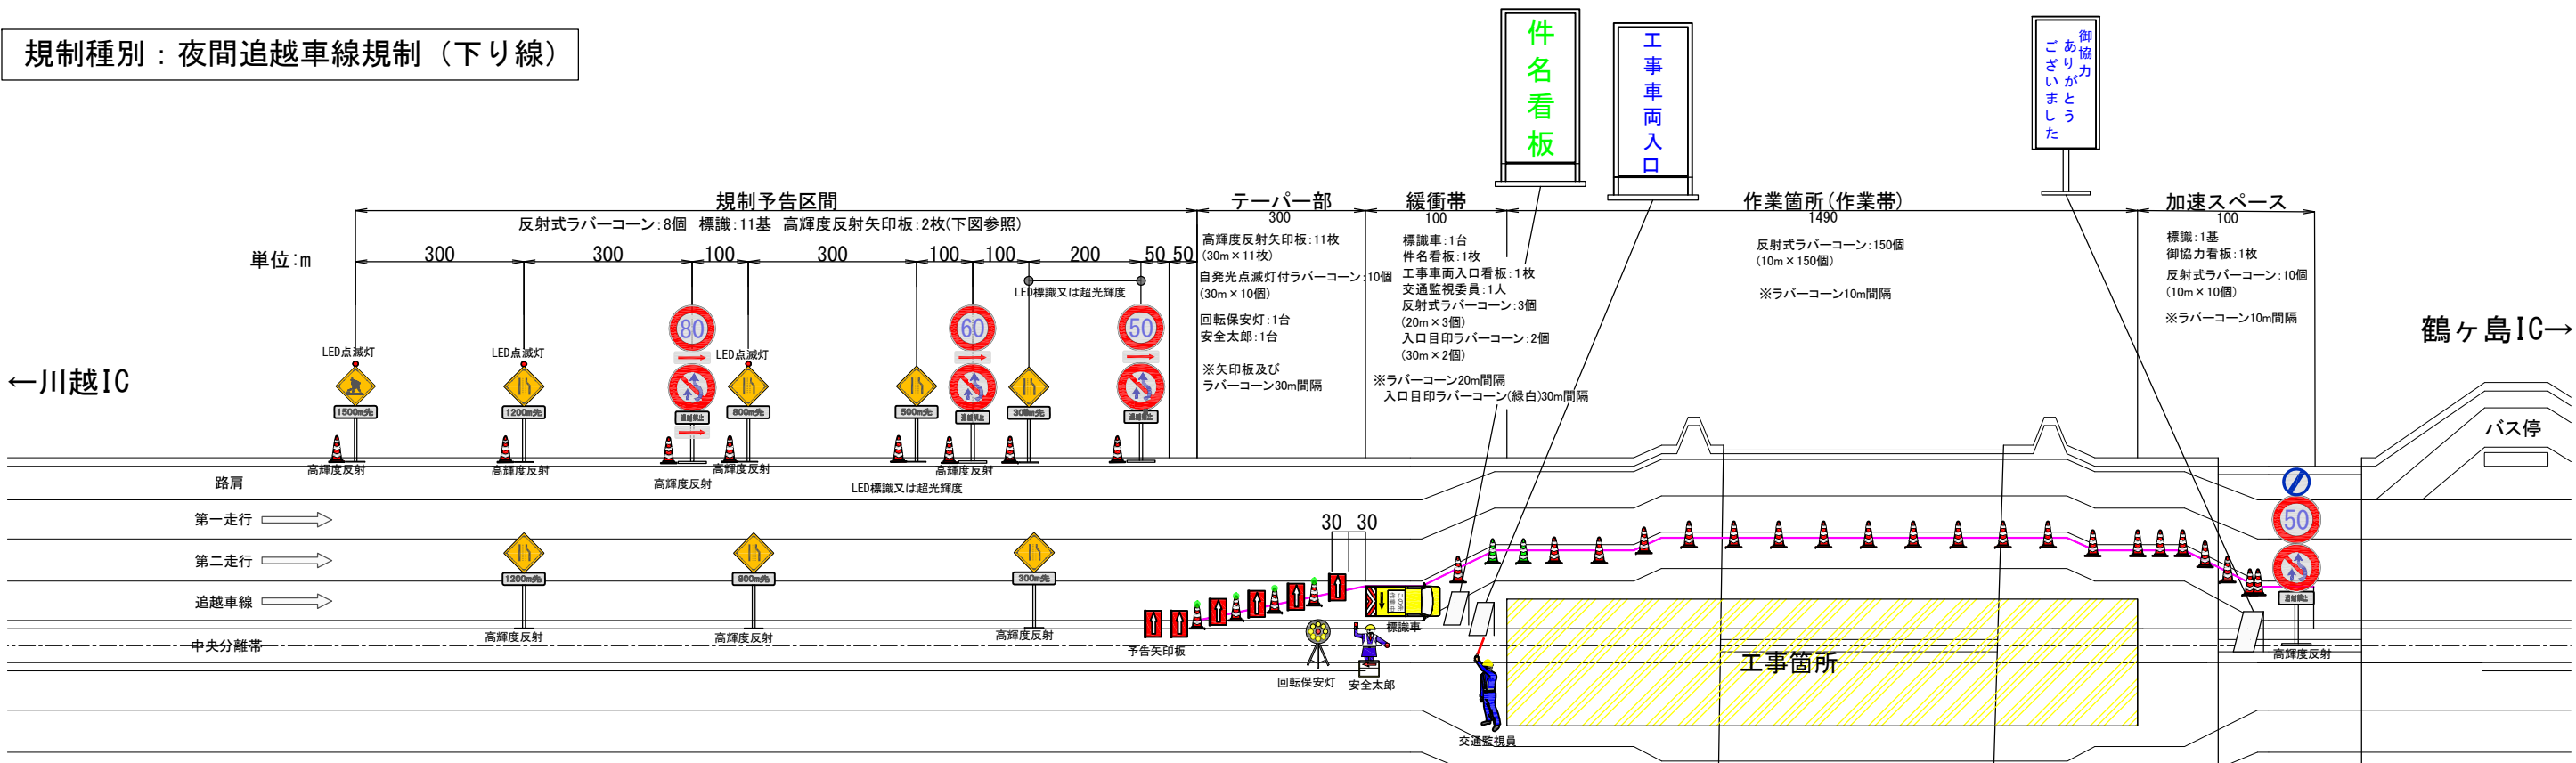 規制種別：夜間追越車線規制（下り線）
件名看板
工事車両入口
御協力
ありがとう
ございました
規制予告区間
反射式ラバーコーン:8個 標識:11基 高輝度反射矢印板:2枚(下図参照)
単位:m
300
300
100
300
100
100
200
50
50
LED標識又は超光輝度
テーパー部
300
高輝度反射矢印板:11枚
(30m×11枚)
自発光点滅灯付ラバーコーン:10個
(30m×10個)
回転保安灯:1台
安全太郎:1台
※矢印板及び
ラバーコーン30m間隔
緩衝帯
100
標識車:1台
件名看板:1枚
工事車両入口看板:1枚
交通監視委員:1人
反射式ラバーコーン:3個
(20m×3個)
入口目印ラバーコーン:2個
(30m×2個)
※ラバーコーン20m間隔
入口目印ラバーコーン(緑白)30m間隔
作業箇所(作業帯)
1490
反射式ラバーコーン:150個
(10m×150個)
※ラバーコーン10m間隔
加速スペース
100
標識:1基
御協力看板:1枚
反射式ラバーコーン:10個
(10m×10個)
※ラバーコーン10m間隔
←川越IC
鶴ヶ島IC→
LED点滅灯
1500m先
高輝度反射
LED点滅灯
1200m先
高輝度反射
80
追越禁止
高輝度反射
LED点滅灯
800m先
高輝度反射
500m先
60
追越禁止
高輝度反射
300m先
50
追越禁止
LED標識又は超光輝度
バス停
路肩
第一走行
第二走行
追越車線
中央分離帯
1200m先
高輝度反射
800m先
高輝度反射
300m先
高輝度反射
30
30
予告矢印板
回転保安灯
安全太郎
標識車
交通監視員
工事箇所
50
追越禁止
高輝度反射